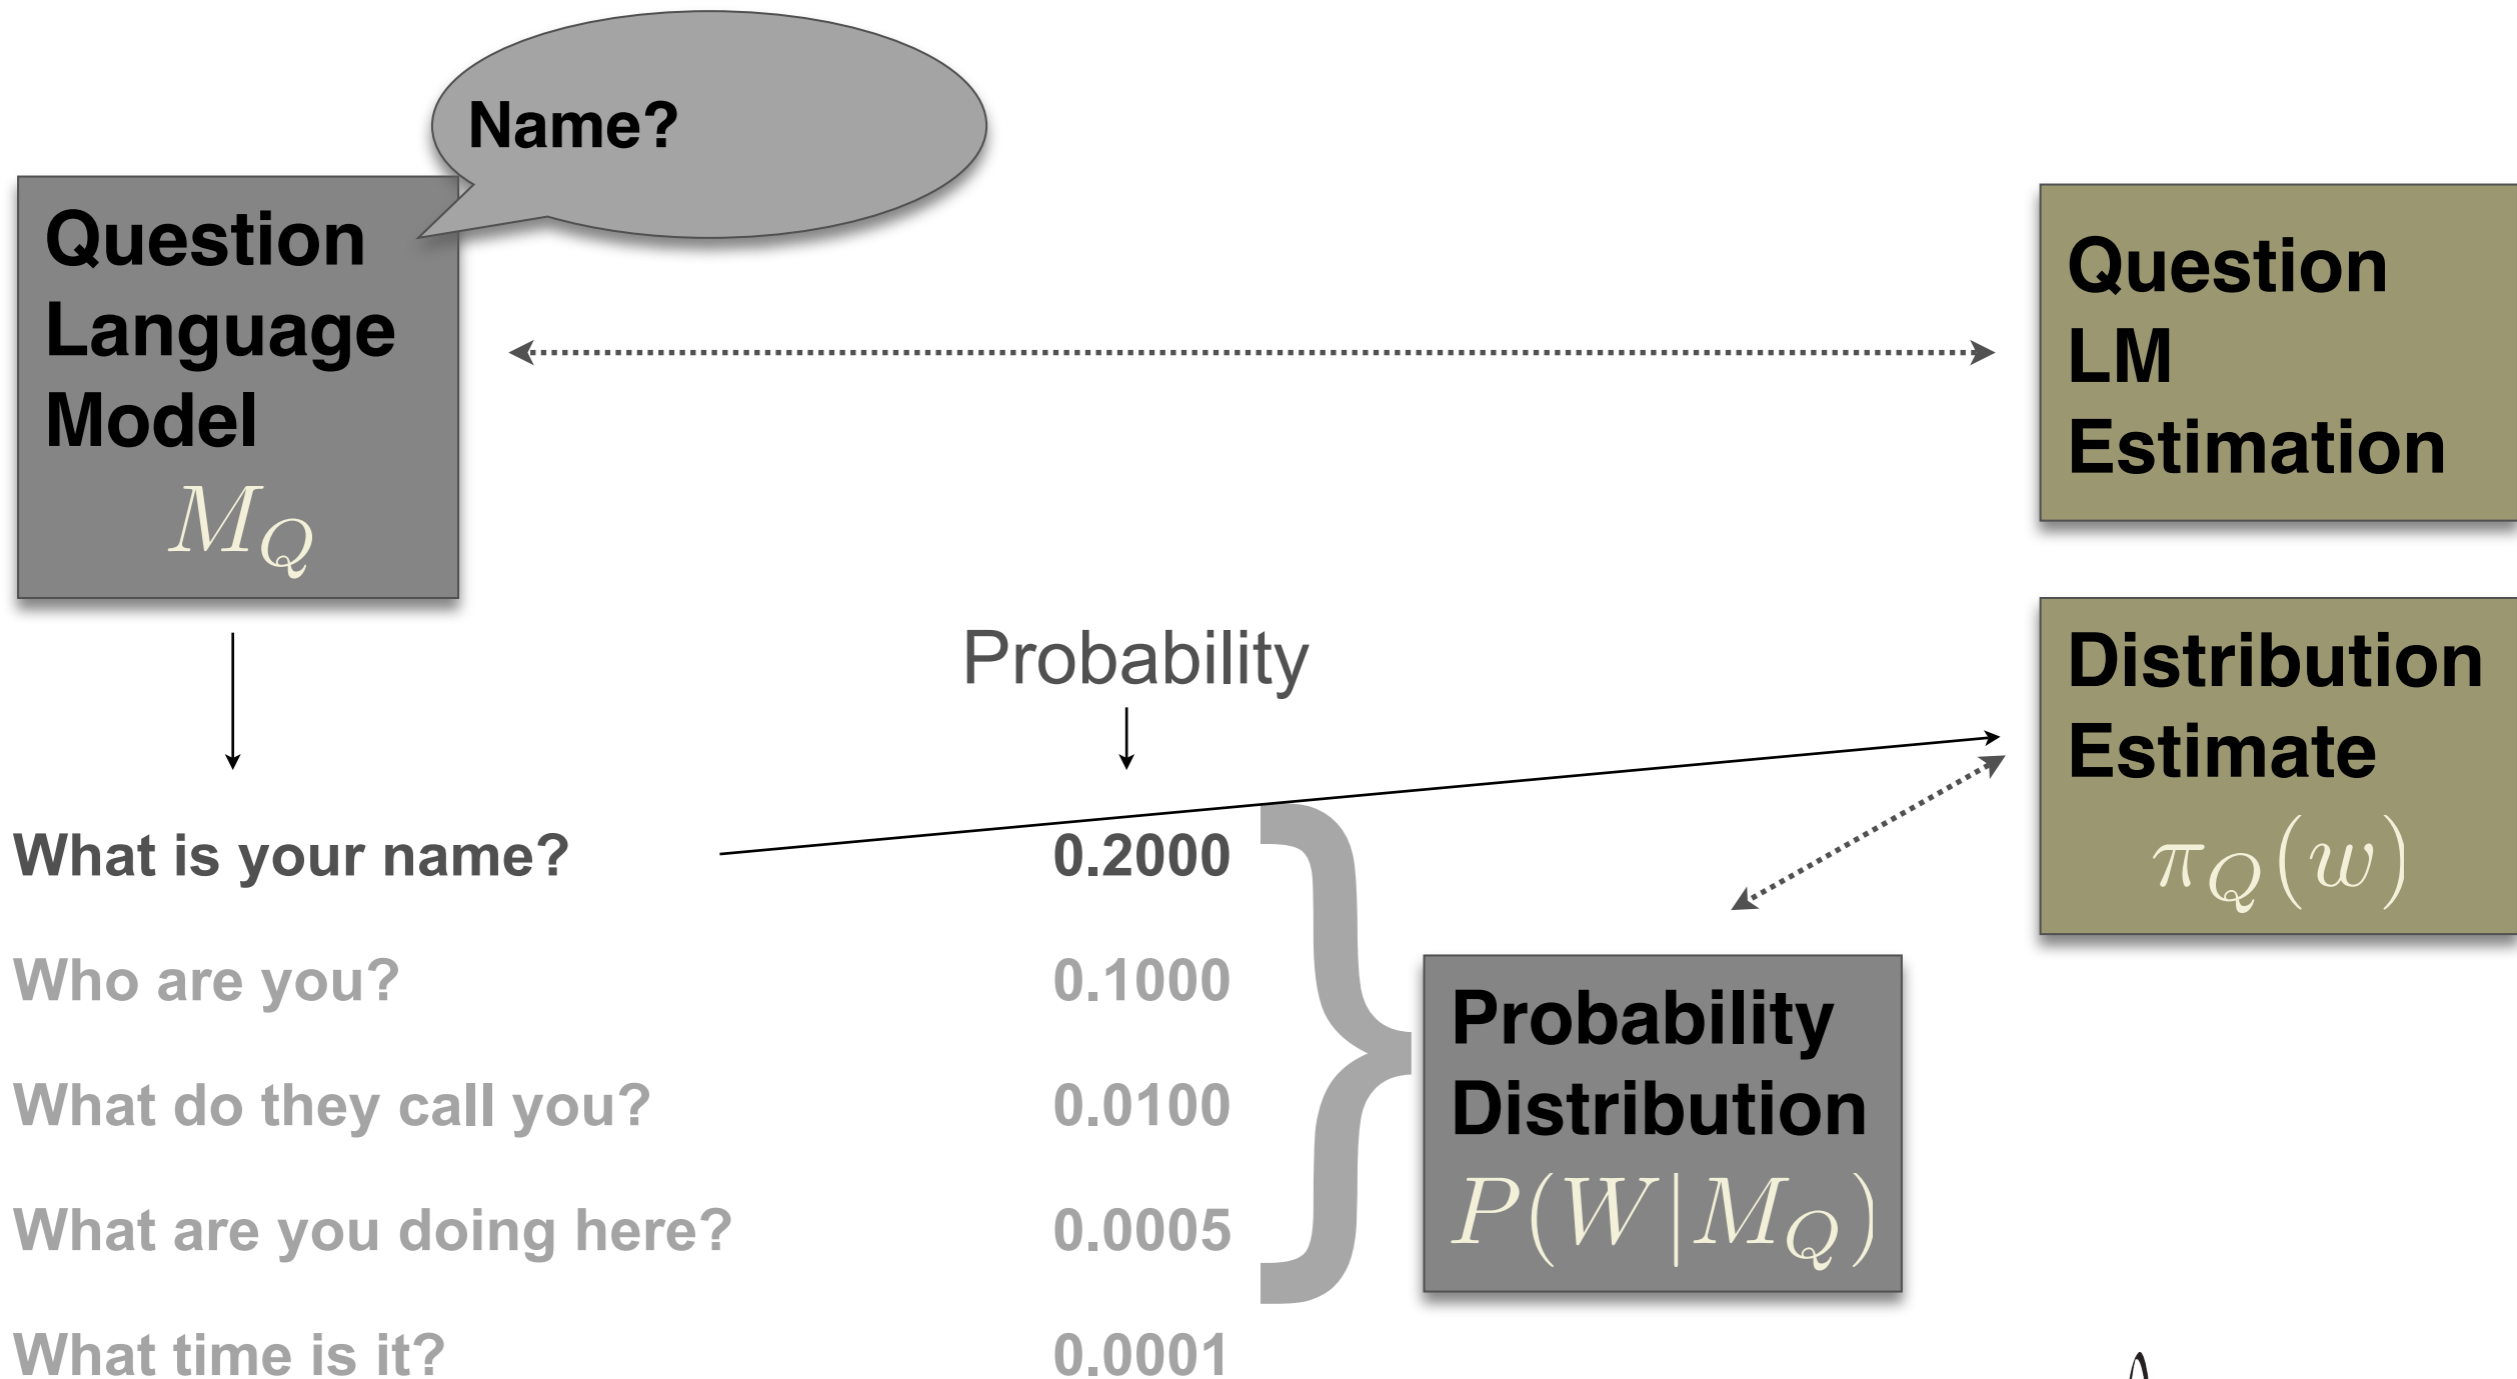 Name?
Question
Language
Model
M_Q
Question
LM
Estimation
Probability
Distribution
Estimate
π_Q(w)
What is your name? 0.2000
Who are you? 0.1000
What do they call you? 0.0100
What are you doing here? 0.0005
What time is it? 0.0001
Probability
Distribution
P(W|M_Q)